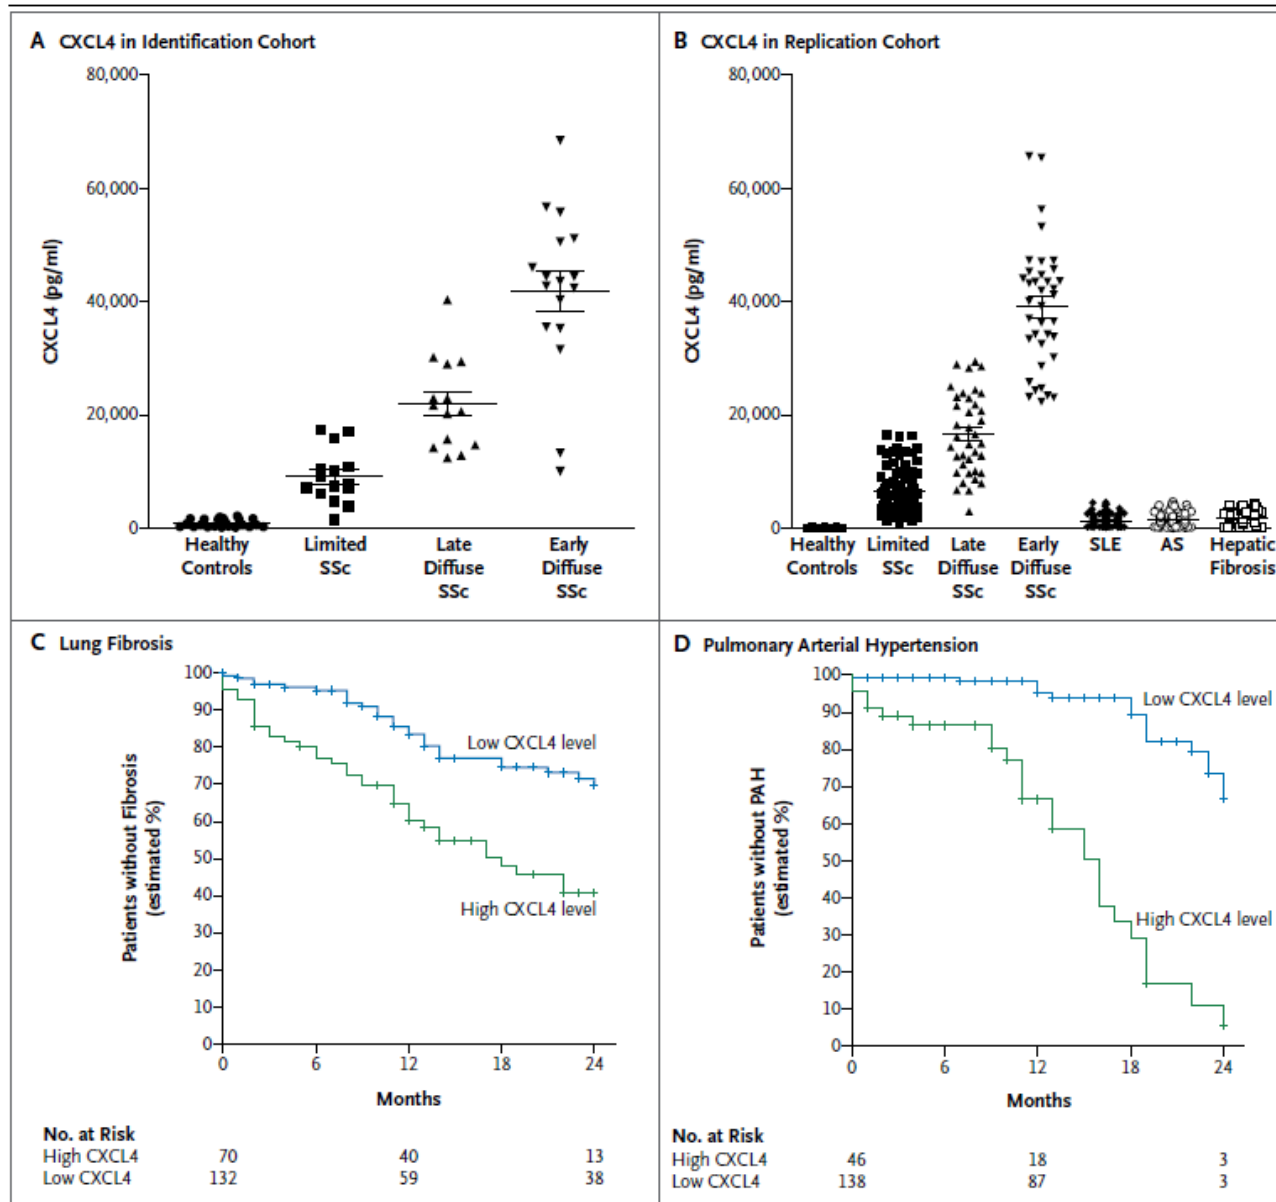 A CXCL4 in Identification Cohort
80,000
60,000
40,000
20,000
0
CXCL4 (pg/ml)
Healthy Controls
Limited SSc
Late Diffuse SSc
Early Diffuse SSc
B CXCL4 in Replication Cohort
80,000
60,000
40,000
20,000
0
CXCL4 (pg/ml)
Healthy Controls
Limited SSc
Late Diffuse SSc
Early Diffuse SSc
SLE
AS
Hepatic Fibrosis
C Lung Fibrosis
100
90
80
70
60
50
40
30
20
10
0
Patients without Fibrosis
(estimated %)
Low CXCL4 level
High CXCL4 level
0 6 12 18 24
Months
No. at Risk
High CXCL4 70 40 13
Low CXCL4 132 59 38
D Pulmonary Arterial Hypertension
100
90
80
70
60
50
40
30
20
10
0
Patients without PAH
(estimated %)
Low CXCL4 level
High CXCL4 level
0 6 12 18 24
Months
No. at Risk
High CXCL4 46 18 3
Low CXCL4 138 87 3